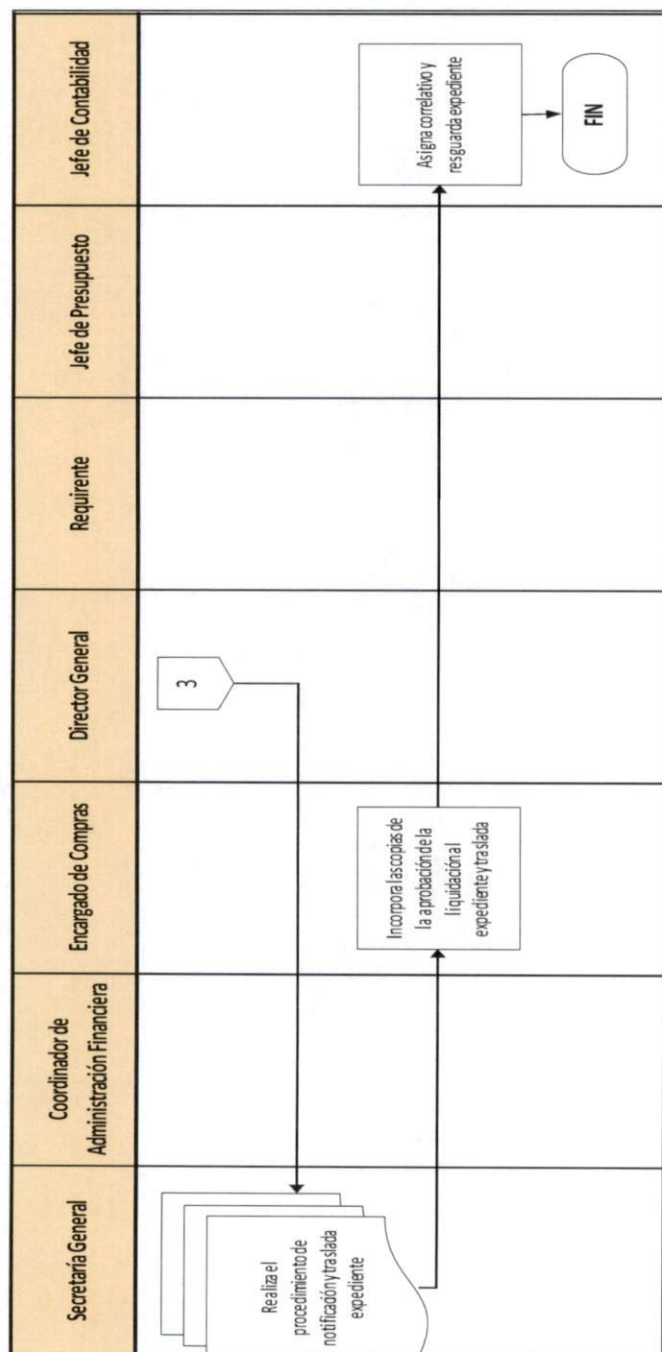 Secretaría General
Coordinador de
Administración Financiera
Encargado de Compras
Director General
Requirente
Jefe de Presupuesto
Jefe de Contabilidad
3
Realiza el
procedimiento de
notificación y traslada
expediente
Incorpora las copias de
la aprobación de la
liquidación al
expediente y traslada
Asigna correlativo y
resguarda expediente
FIN